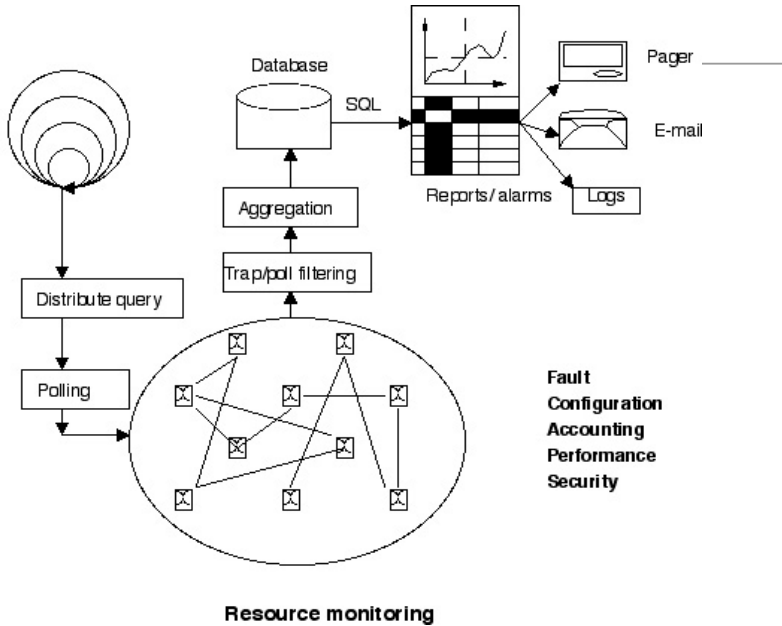 Database
SQL
Pager
E-mail
Reports/alarms
Logs
Aggregation
Trap/poll filtering
Distribute query
Polling
Fault
Configuration
Accounting
Performance
Security
Resource monitoring